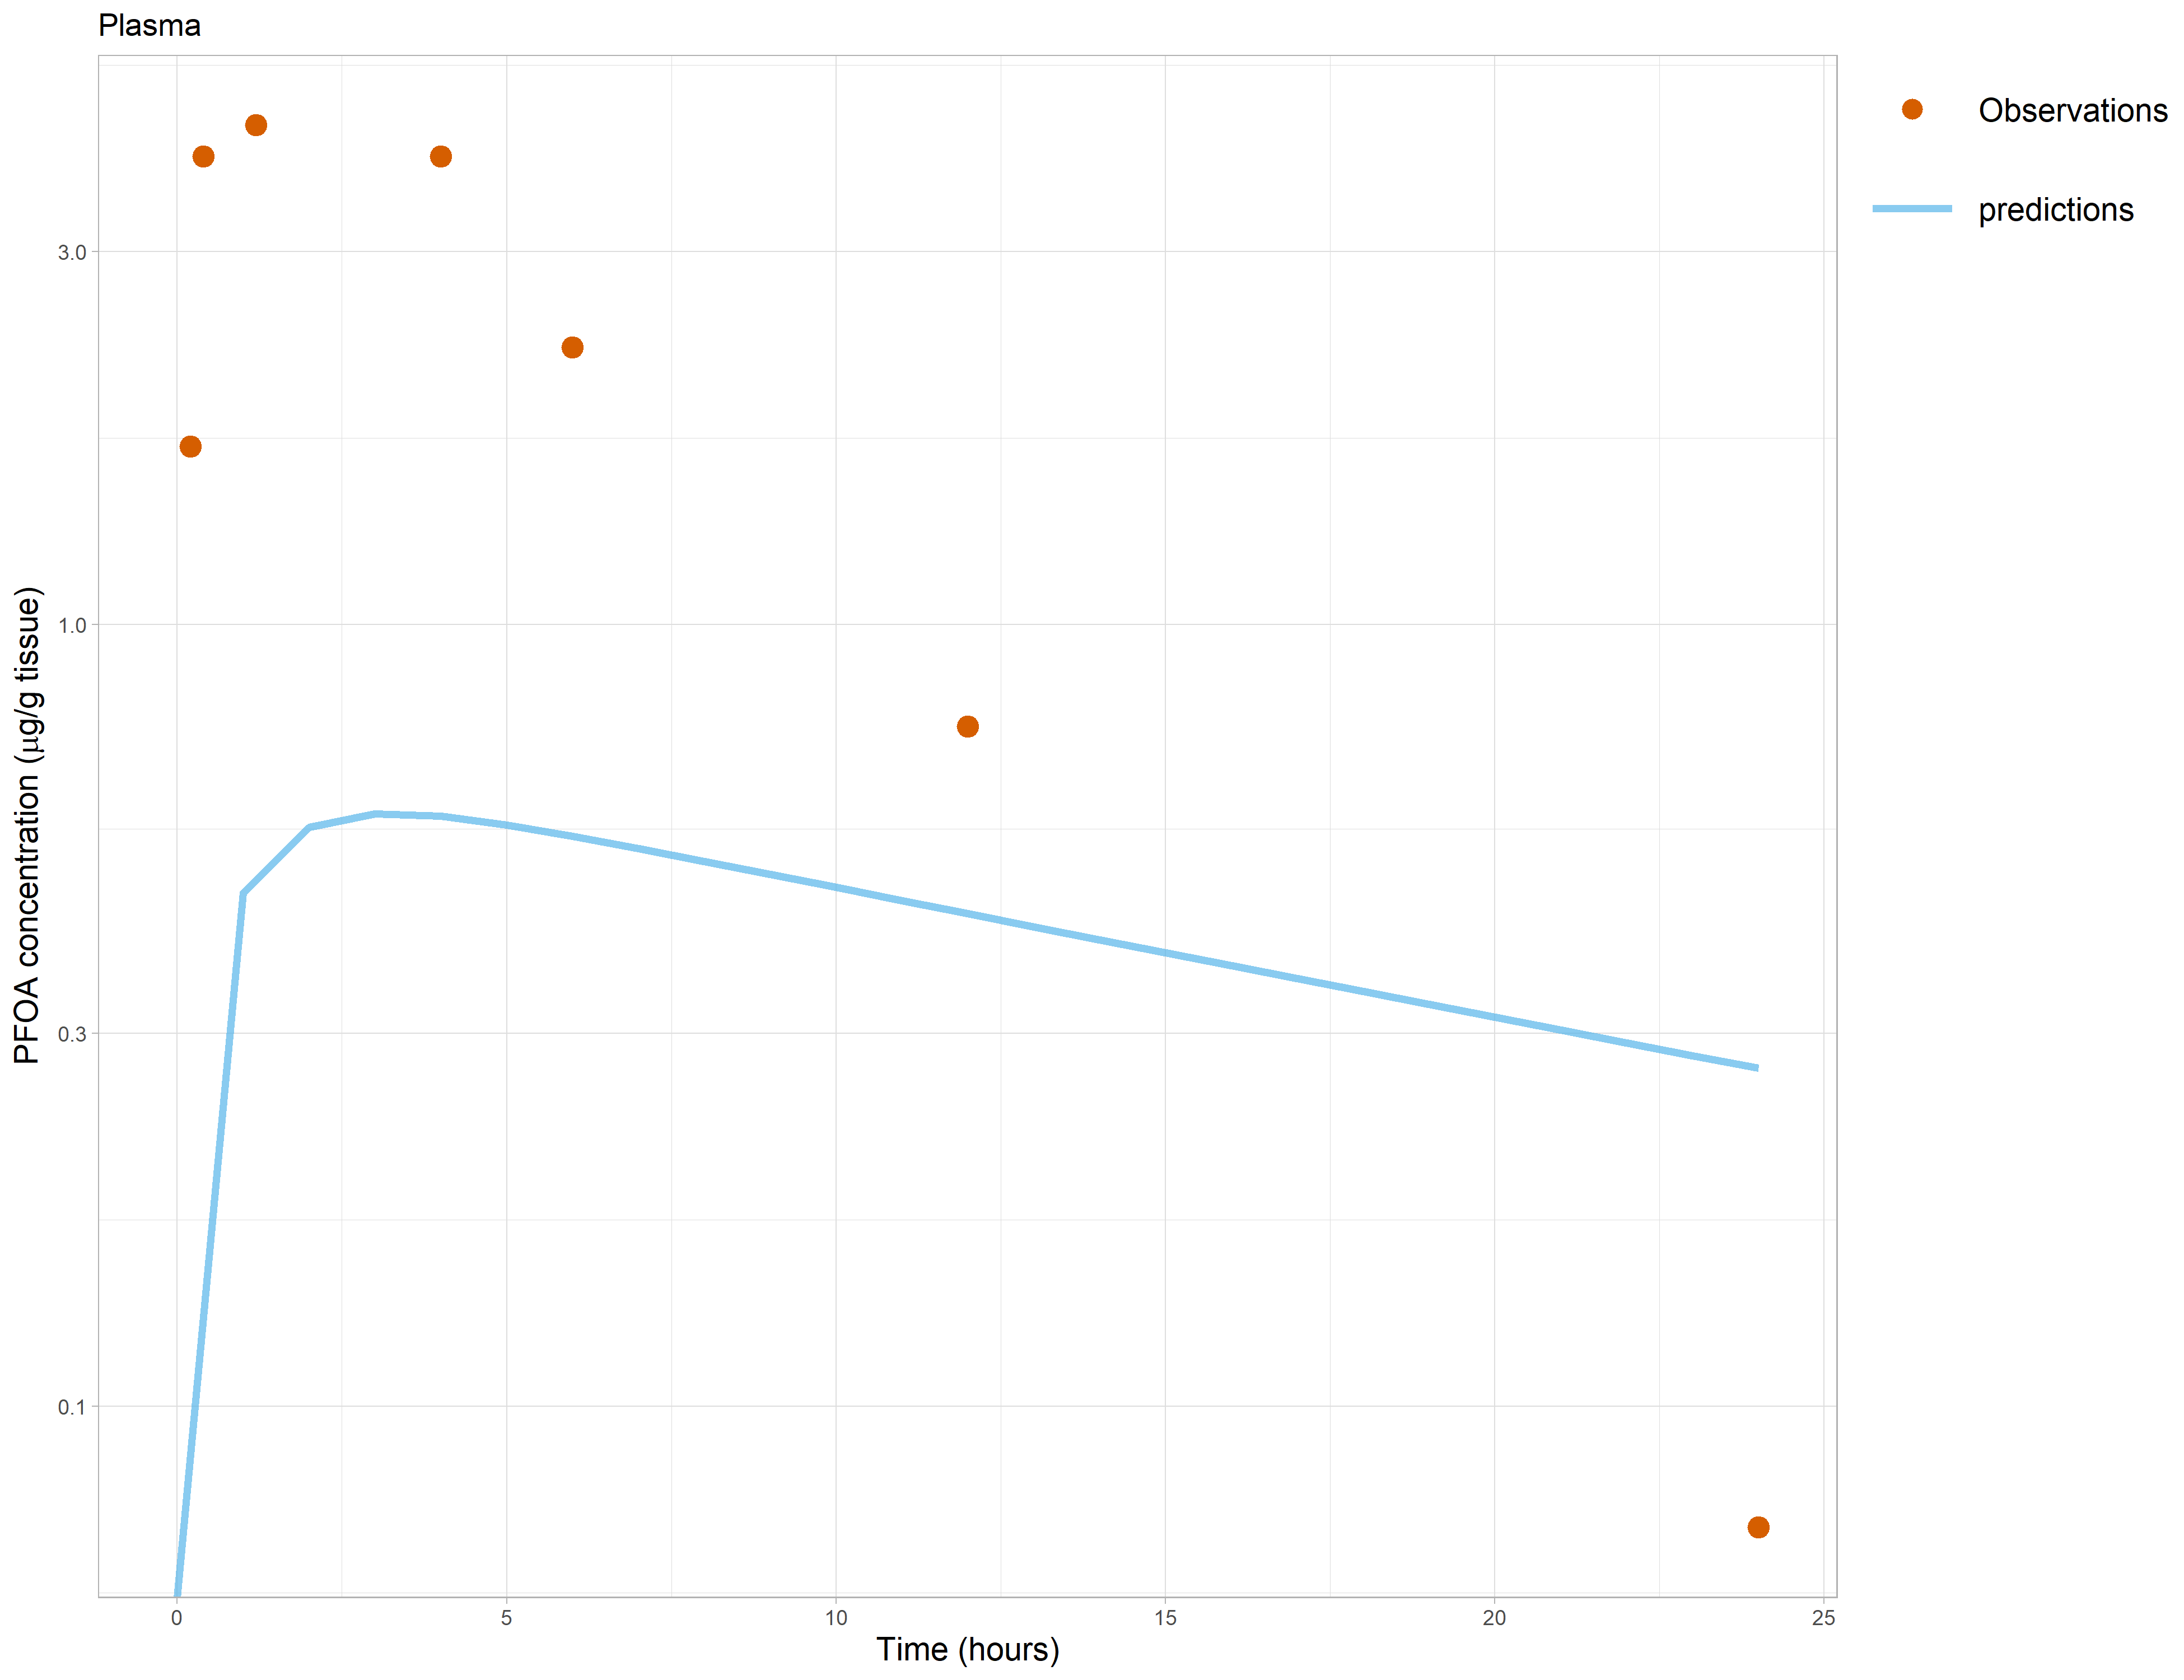 Plasma
Observations
predictions
PFOA concentration (μg/g tissue)
3.0
1.0
0.3
0.1
0 5 10 15 20 25
Time (hours)